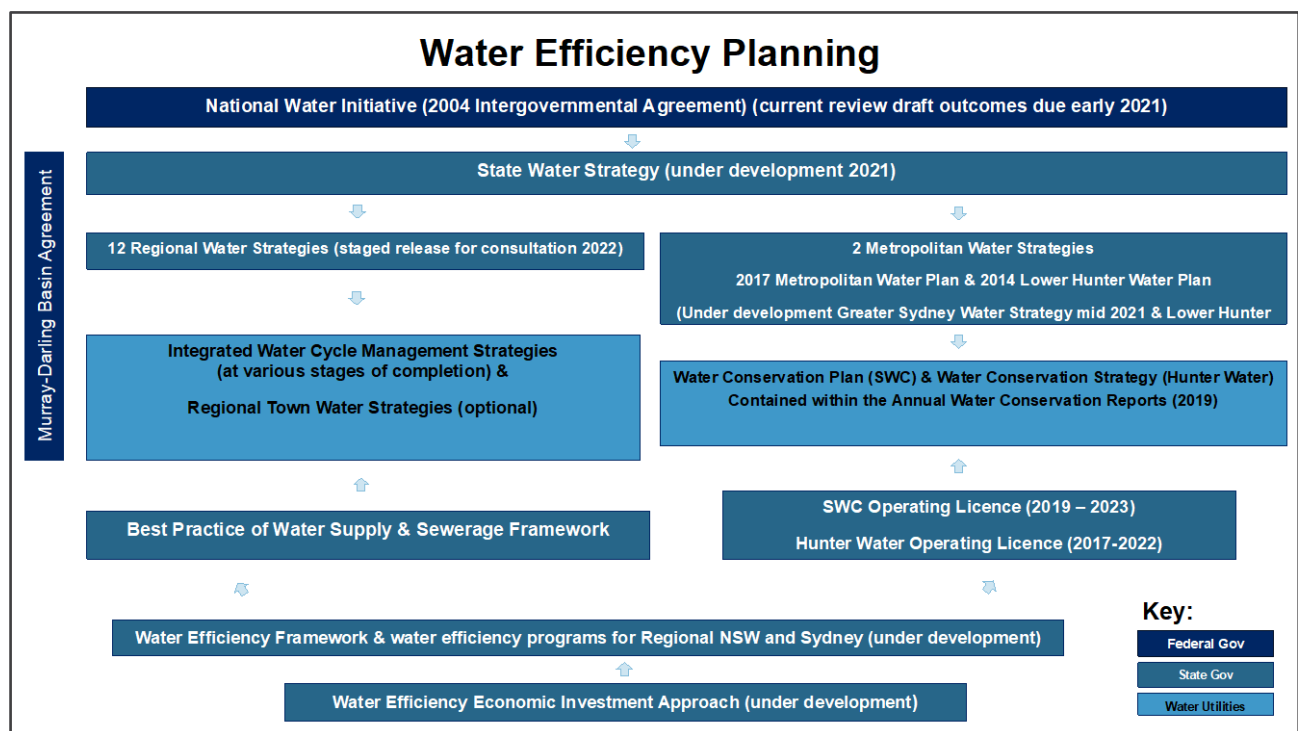 Water Efficiency Planning
National Water Initiative (2004 Intergovernmental Agreement) (current review draft outcomes due early 2021)
Murray-Darling Basin Agreement
State Water Strategy (under development 2021)
12 Regional Water Strategies (staged release for consultation 2022)
2 Metropolitan Water Strategies
2017 Metropolitan Water Plan & 2014 Lower Hunter Water Plan
(Under development Greater Sydney Water Strategy mid 2021 & Lower Hunter
Integrated Water Cycle Management Strategies
(at various stages of completion) &
Regional Town Water Strategies (optional)
Water Conservation Plan (SWC) & Water Conservation Strategy (Hunter Water)
Contained within the Annual Water Conservation Reports (2019)
Best Practice of Water Supply & Sewerage Framework
SWC Operating Licence (2019 – 2023)
Hunter Water Operating Licence (2017-2022)
Water Efficiency Framework & water efficiency programs for Regional NSW and Sydney (under development)
Water Efficiency Economic Investment Approach (under development)
Key:
Federal Gov
State Gov
Water Utilities